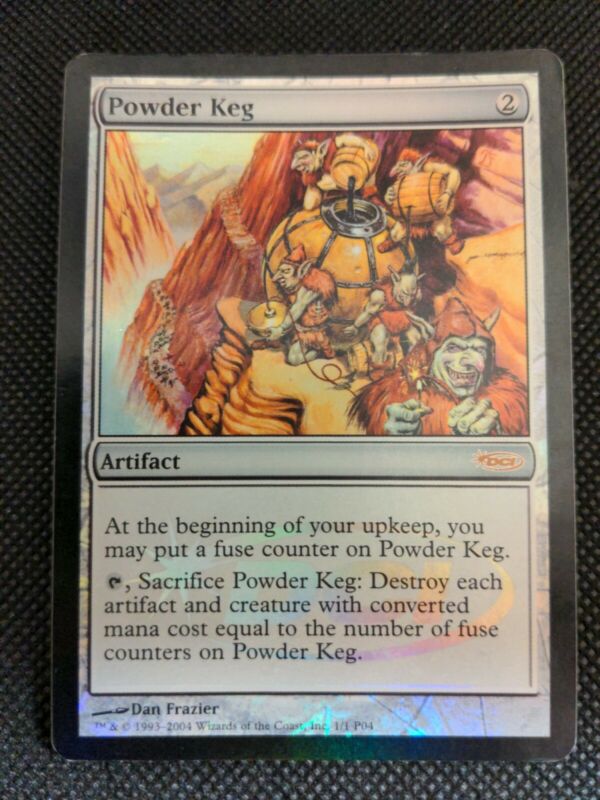 Powder Keg 2
Artifact DCI
At the beginning of your upkeep, you
may put a fuse counter on Powder Keg.
, Sacrifice Powder Keg: Destroy each
artifact and creature with converted
mana cost equal to the number of fuse
counters on Powder Keg.
DCI
Dan Frazier
™ & © 1993–2004 Wizards of the Coast, Inc. 1/1 P04